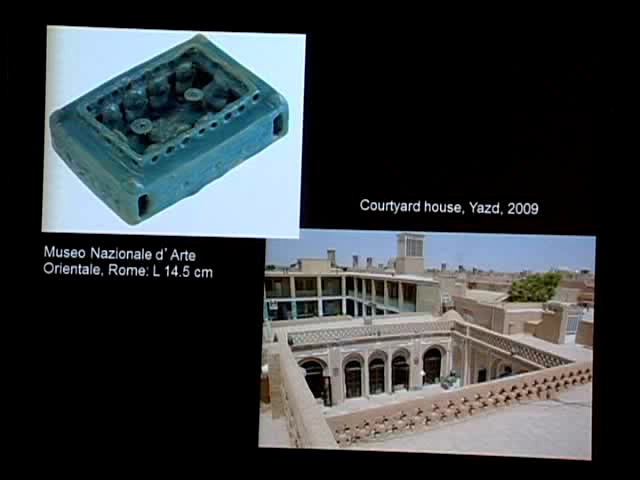 Courtyard house, Yazd, 2009
Museo Nazionale d' Arte
Orientale, Rome: L 14.5 cm